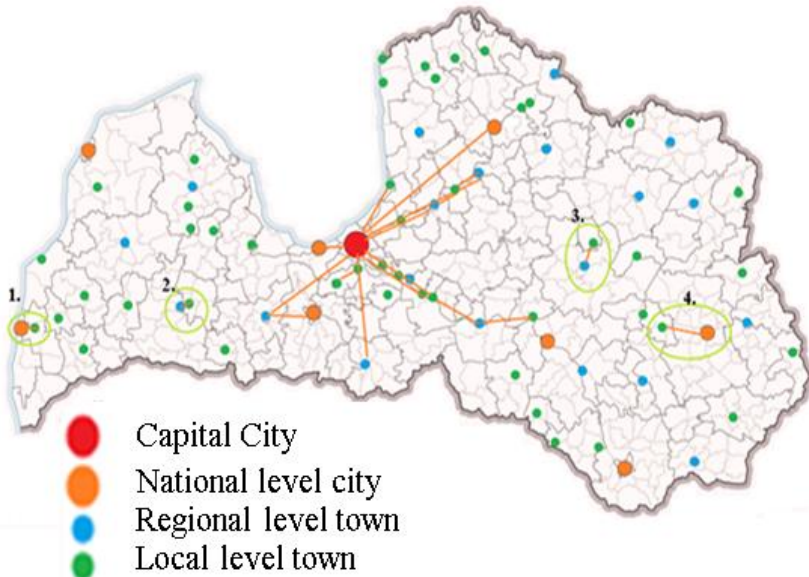 3.
4.
2.
1.
Capital City
National level city
Regional level town
Local level town